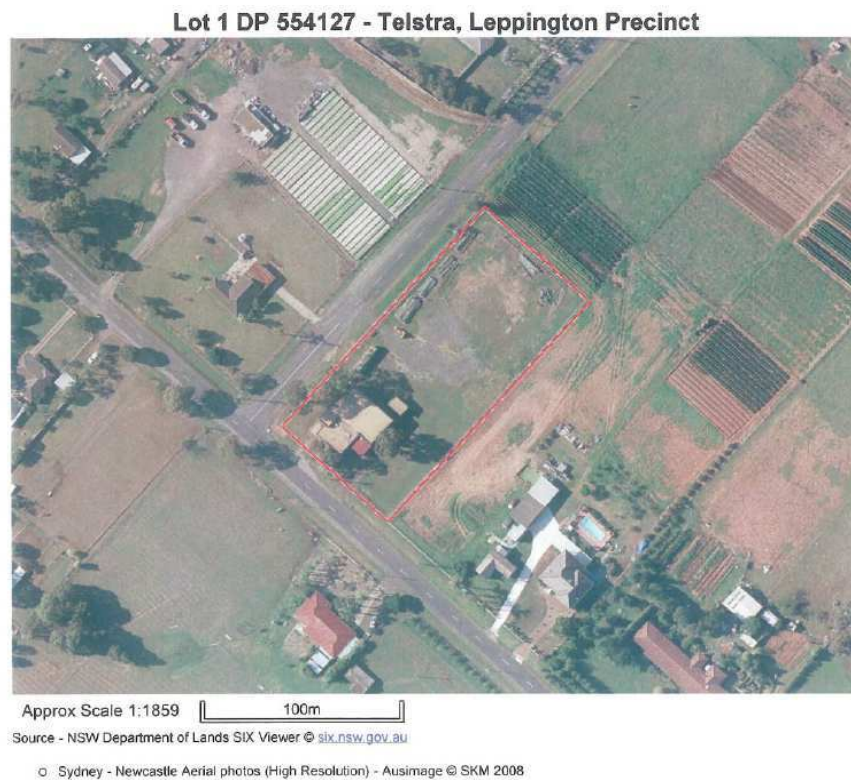 Lot 1 DP 554127 - Telstra, Leppington Precinct
Approx Scale 1:1859 100m
Source - NSW Department of Lands SIX Viewer © six.nsw.gov.au
o Sydney - Newcastle Aerial photos (High Resolution) - Ausimage © SKM 2008